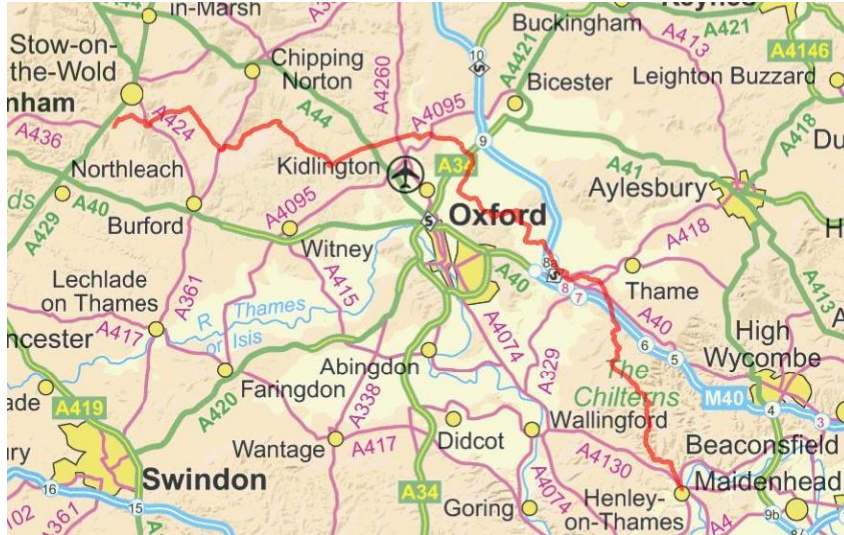 in-Marsh
Stow-on-
the-Wold
Chipping
Norton
A44
A424
nham
A436
Northleach
A429
A40
Burford
A361
A4095
Witney
Kidlington
A44
A4260
A4095
A34
Oxford
Buckingham
A4421
A421
A413
A4146
Leighton Buzzard
A418
Bicester
10
9
A41
Aylesbury
A418
A413
Thame
A40
8a
8
7
6
5
High
Wycombe
M40
4
3
Beaconsfield
Maidenhead
A40
A4074
A329
The
Chilterns
Lechlade
on Thames
A417
A415
R Thames
or Isis
Abingdon
A338
Faringdon
A420
A419
Swindon
16
15
A361
Wantage
A417
Didcot
Wallingford
A4130
A34
A4074
Goring
Henley-
on-Thames
A4
9b